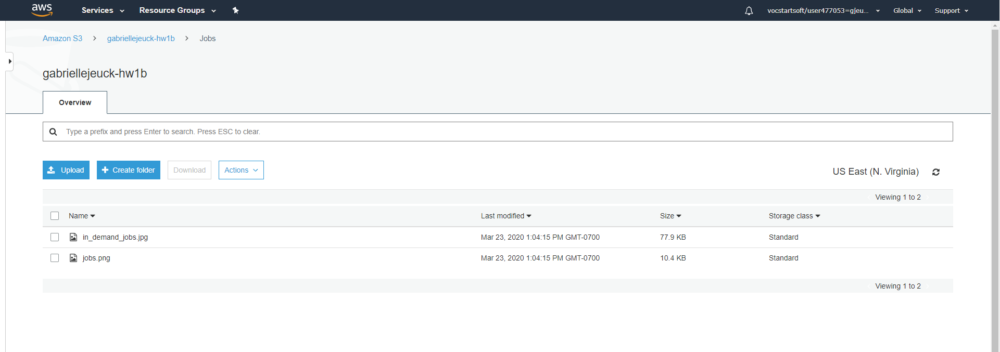 aws Services Resource Groups vocstartsoft/user477053=gjeu... Global Support
Amazon S3 > gabriellejeuck-hw1b > Jobs
gabriellejeuck-hw1b
Overview
Type a prefix and press Enter to search. Press ESC to clear.
Upload + Create folder Download Actions US East (N. Virginia)
Viewing 1 to 2
Name Last modified Size Storage class
in_demand_jobs.jpg Mar 23, 2020 1:04:15 PM GMT-0700 77.9 KB Standard
jobs.png Mar 23, 2020 1:04:15 PM GMT-0700 10.4 KB Standard
Viewing 1 to 2